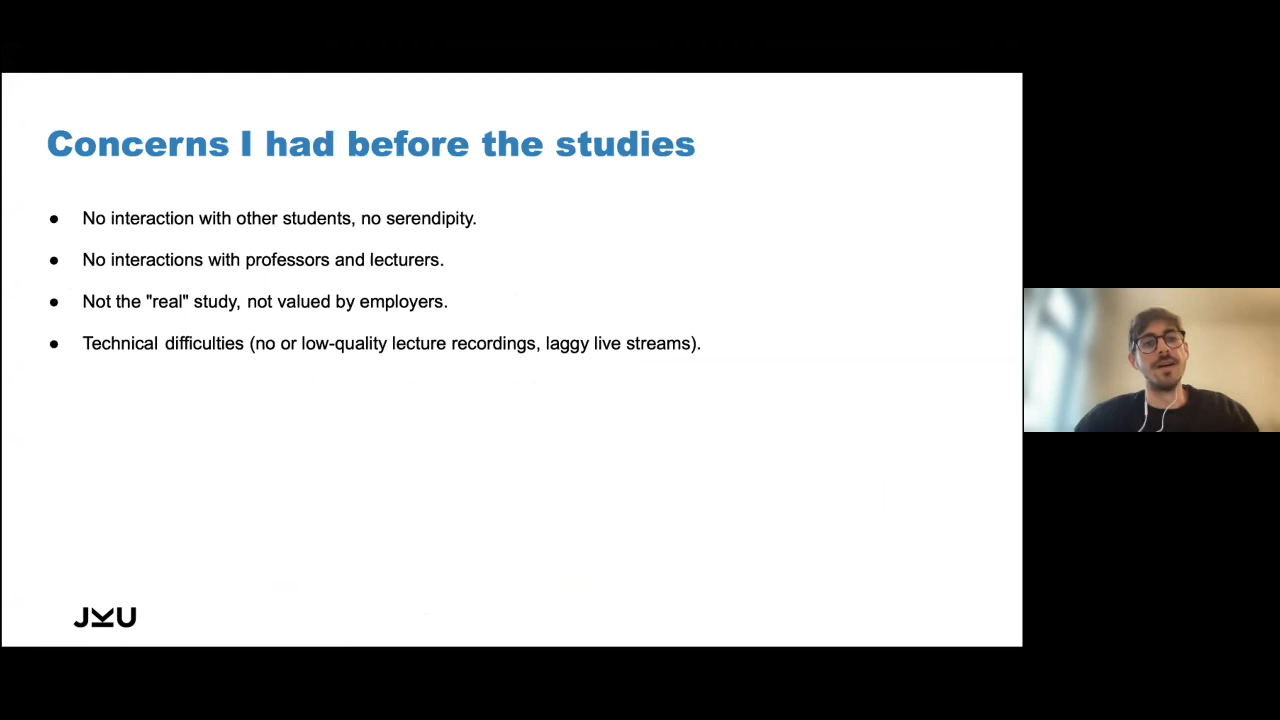 Concerns I had before the studies
● No interaction with other students, no serendipity.
● No interactions with professors and lecturers.
● Not the "real" study, not valued by employers.
● Technical difficulties (no or low-quality lecture recordings, laggy live streams).
JKU